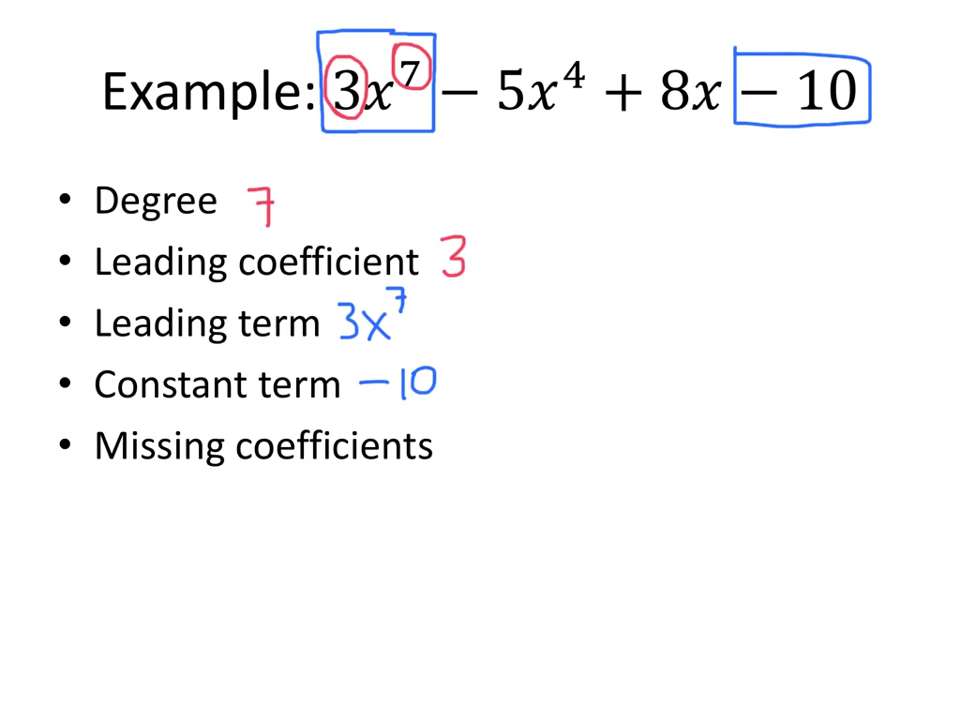 Example: 3x⁷ − 5x⁴ + 8x − 10
• Degree 7
• Leading coefficient 3
• Leading term 3x⁷
• Constant term −10
• Missing coefficients